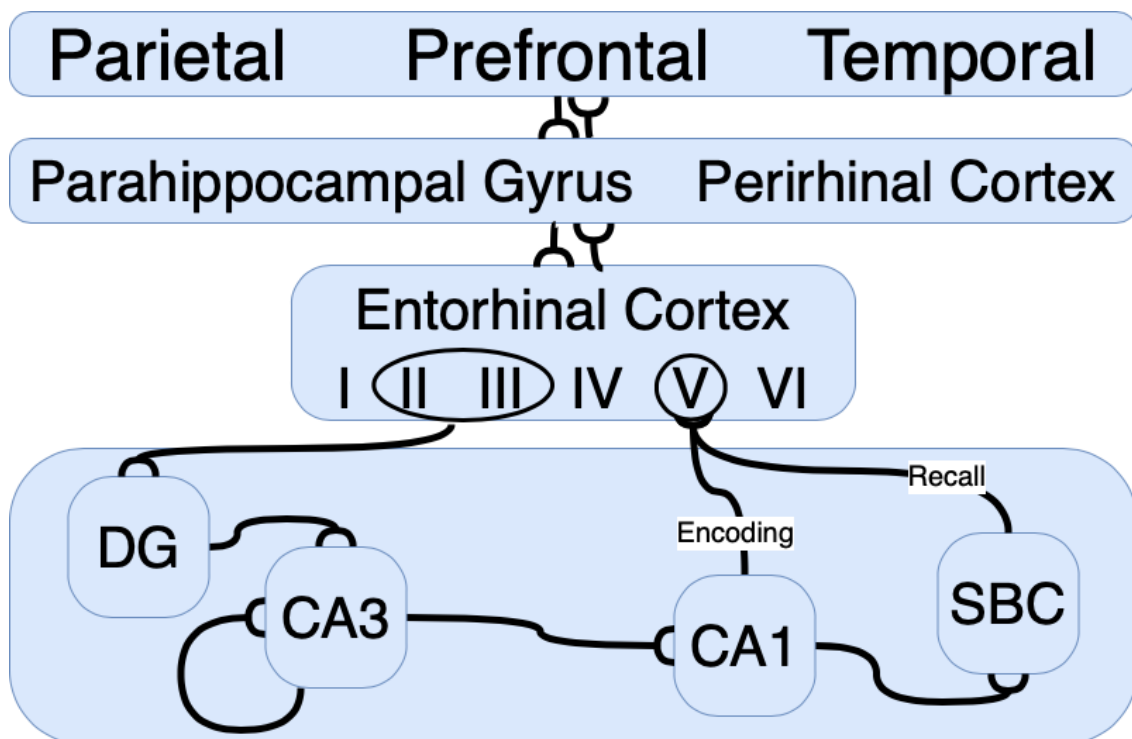 Parietal Prefrontal Temporal
Parahippocampal Gyrus Perirhinal Cortex
Entorhinal Cortex
I II III IV V VI
Recall
Encoding
DG
CA3
CA1
SBC